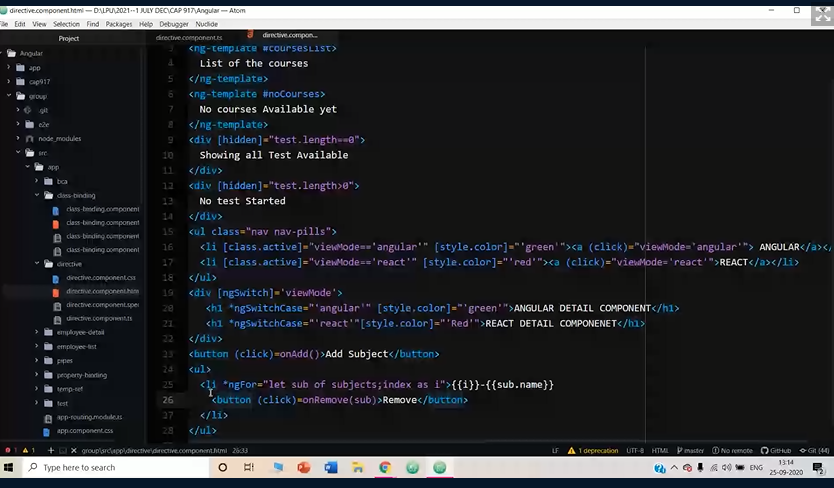 directive.component.html — D:\LPU\2021--1 JULY DEC\CAP 917\Angular — Atom
File Edit View Selection Find Packages Help Debugger Nuclide
Project
directive.component.ts
directive.compon...
Angular
app
cap917
group
.git
e2e
node_modules
src
app
bca
class-binding
class-binding.component
class-binding.component
class-binding.component
class-binding.component
directive
directive.component.css
directive.component.htm
directive.component.spec
directive.component.ts
employee-detail
employee-list
pipes
property-binding
temp-ref
test
app-routing.module.ts
app.component.css
3 <ng-template #coursesList>
4 List of the courses
5 </ng-template>
6 <ng-template #noCourses>
7 No courses Available yet
8 </ng-template>
9 <div [hidden]="test.length==0">
10 Showing all Test Available
11 </div>
12 <div [hidden]="test.length>0">
13 No test Started
14 </div>
15 <ul class="nav nav-pills">
16 <li [class.active]="viewMode=='angular'" [style.color]="'green'"><a (click)="viewMode='angular'"> ANGULAR</a></
17 <li [class.active]="viewMode=='react'" [style.color]="'red'"><a (click)="viewMode='react'">REACT</a></li>
18 </ul>
19 <div [ngSwitch]='viewMode'>
20 <h1 *ngSwitchCase="'angular'" [style.color]="'green'">ANGULAR DETAIL COMPONENT</h1>
21 <h1 *ngSwitchCase="'react'"[style.color]="'Red'">REACT DETAIL COMPONENET</h1>
22 </div>
23 <button (click)=onAdd()>Add Subject</button>
24 <ul>
25 <li *ngFor="let sub of subjects;index as i">{{i}}-{{sub.name}}
26 <button (click)=onRemove(sub)>Remove</button>
27 </li>
28 </ul>
1 1 group\src\app\directive\directive.component.html 26:33
LF 1 deprecation UTF-8 HTML master No remote GitHub Git (44)
Type here to search
ENG
13:14
25-09-2020
2